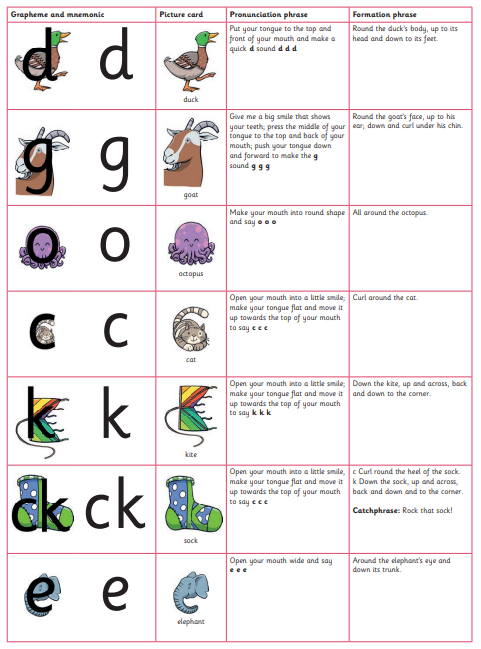 Grapheme and mnemonic Picture card Pronunciation phrase Formation phrase
d d
duck
Put your tongue to the top and
front of your mouth and make a
quick d sound d d d
Round the duck's body, up to its
head and down to its feet.
g g
goat
Give me a big smile that shows
your teeth; press the middle of your
tongue to the top and back of your
mouth; push your tongue down
and forward to make the g
sound g g g
Round the goat's face, up to his
ear, down and curl under his chin.
o o
octopus
Make your mouth into round shape
and say o o o
All around the octopus.
c c
cat
Open your mouth into a little smile;
make your tongue flat and move it
up towards the top of your mouth
to say c c c
Curl around the cat.
k k
kite
Open your mouth into a little smile;
make your tongue flat and move it
up towards the top of your mouth
to say k k k
Down the kite, up and across, back
and down to the corner.
ck ck
sock
Open your mouth into a little smile,
make your tongue flat and move it
up towards the top of your mouth
to say c c c
c Curl round the heel of the sock.
k Down the sock, up and across,
back and down and to the corner.
Catchphrase: Rock that sock!
e e
elephant
Open your mouth wide and say
e e e
Around the elephant's eye and
down its trunk.